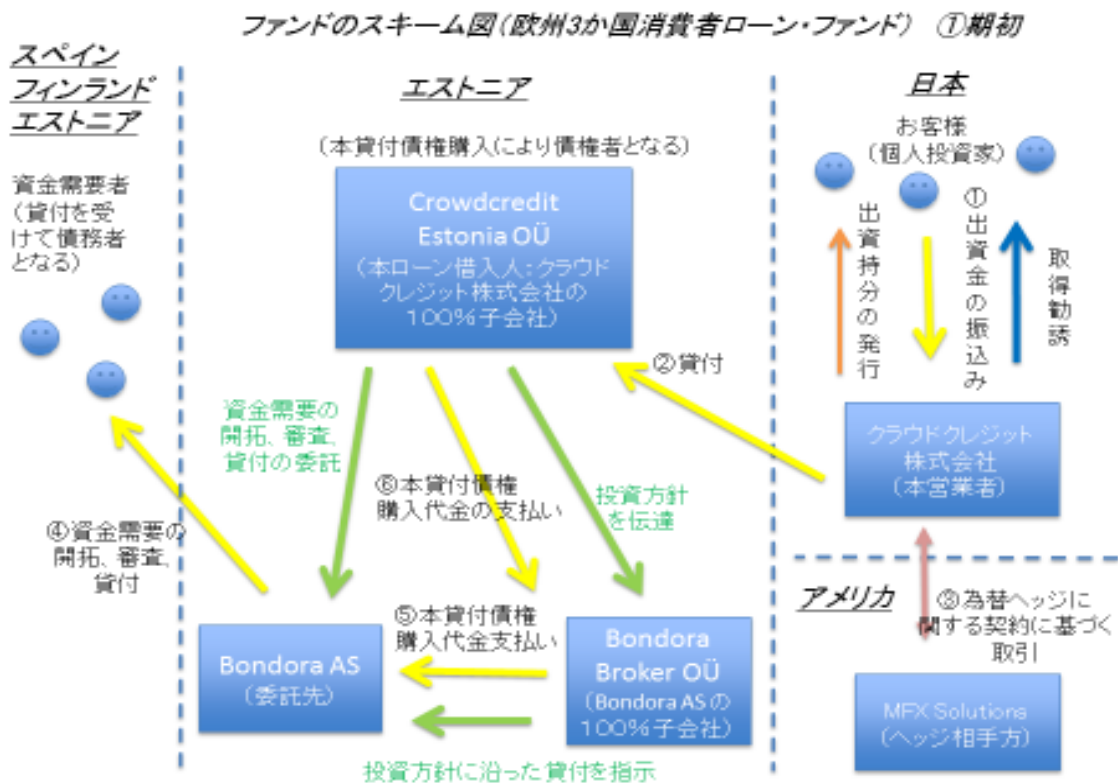 ファンドのスキーム図(欧州3か国消費者ローン・ファンド) ①期初
スペイン
フィンランド
エストニア
資金需要者
(貸付を受
けて債務者
となる)
④資金需要の
開拓、審査、
貸付
エストニア
(本貸付債権購入により債権者となる)
Crowdcredit
Estonia OÜ
(本ローン借入人:クラウド
クレジット株式会社の
100%子会社)
資金需要の
開拓、審査、
貸付の委託
⑥本貸付債権
購入代金の支払い
投資方針
を伝達
②貸付
⑤本貸付債権
購入代金支払い
Bondora AS
(委託先)
Bondora
Broker OÜ
(Bondora ASの
100%子会社)
投資方針に沿った貸付を指示
日本
お客様
(個人投資家)
出資持分の発行
①出資金の振込み
取得勧誘
クラウドクレジット
株式会社
(本営業者)
アメリカ
③為替ヘッジに
関する契約に基づく
取引
MFX Solutions
(ヘッジ相手方)